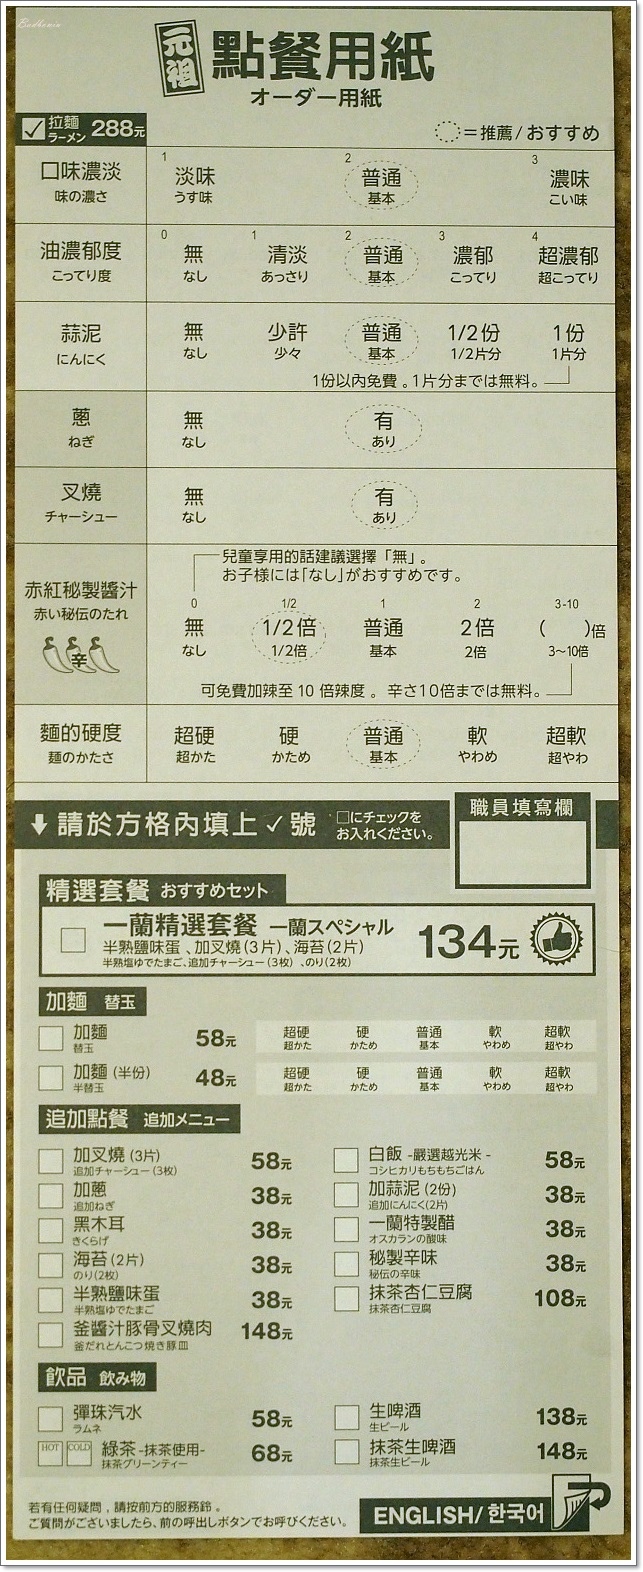 元祖 點餐用紙
オーダー用紙
拉麵 288元
ラーメン
=推薦/おすすめ
口味濃淡
味の濃さ
1 2 3
淡味 普通 濃味
うす味 基本 こい味
油濃郁度
こってり度
0 1 2 3 4
無 清淡 普通 濃郁 超濃郁
なし あっさり 基本 こってり 超こってり
蒜泥
にんにく
無 少許 普通 1/2份 1份
なし 少々 基本 1/2片分 1片分
1份以內免費。1片分までは無料。
蔥
ねぎ
無 有
なし あり
叉燒
チャーシュー
無 有
なし あり
赤紅秘製醬汁
赤い秘伝のたれ
辛
兒童享用的話建議選擇「無」。
お子様には「なし」がおすすめです。
0 1/2 1 2 3-10
無 1/2倍 普通 2倍 ( )倍
なし 1/2倍 基本 2倍 3〜10倍
可免費加辣至10倍辣度。辛さ10倍までは無料。
麵的硬度
麺のかたさ
超硬 硬 普通 軟 超軟
超かた かため 基本 やわめ 超やわ
請於方格內填上✓號
□にチェックを
お入れください。
職員填寫欄
精選套餐 おすすめセット
一蘭精選套餐 一蘭スペシャル
半熟鹽味蛋、加叉燒(3片)、海苔(2片)
半熟塩ゆでたまご、追加チャーシュー(3枚)、のり(2枚)
134元
加麵 替玉
加麵 58元 超硬 硬 普通 軟 超軟
替玉 超かた かため 基本 やわめ 超やわ
加麵(半份) 48元 超硬 硬 普通 軟 超軟
半替玉 超かた かため 基本 やわめ 超やわ
追加點餐 追加メニュー
加叉燒(3片) 58元
追加チャーシュー(3枚)
加蔥 38元
追加ねぎ
黑木耳 38元
きくらげ
海苔(2片) 38元
のり(2枚)
半熟鹽味蛋 38元
半熟塩ゆでたまご
釜醬汁豚骨叉燒肉 148元
釜だれとんこつ焼き豚皿
白飯-嚴選越光米- 58元
コシヒカリもちもちごはん
加蒜泥(2份) 38元
追加にんにく(2片)
一蘭特製醋 38元
オスカランの酸味
秘製辛味 38元
秘伝の辛味
抹茶杏仁豆腐 108元
抹茶杏仁豆腐
飲品 飲み物
彈珠汽水 58元
ラムネ
HOT COLD 綠茶-抹茶使用- 68元
抹茶グリーンティー
生啤酒 138元
生ビール
抹茶生啤酒 148元
抹茶生ビール
若有任何疑問,請按前方的服務鈴。
ご質問がございましたら、前の呼出しボタンでお呼びください。
ENGLISH/한국어